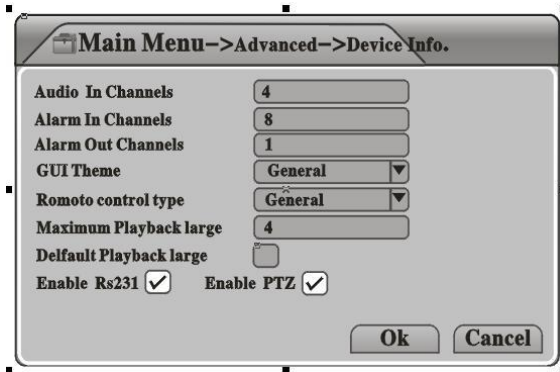 Main Menu->Advanced->Device Info.
Audio In Channels 4
Alarm In Channels 8
Alarm Out Channels 1
GUI Theme General
Romoto control type General
Maximum Playback large 4
Delfault Playback large
Enable Rs231 Enable PTZ
Ok Cancel